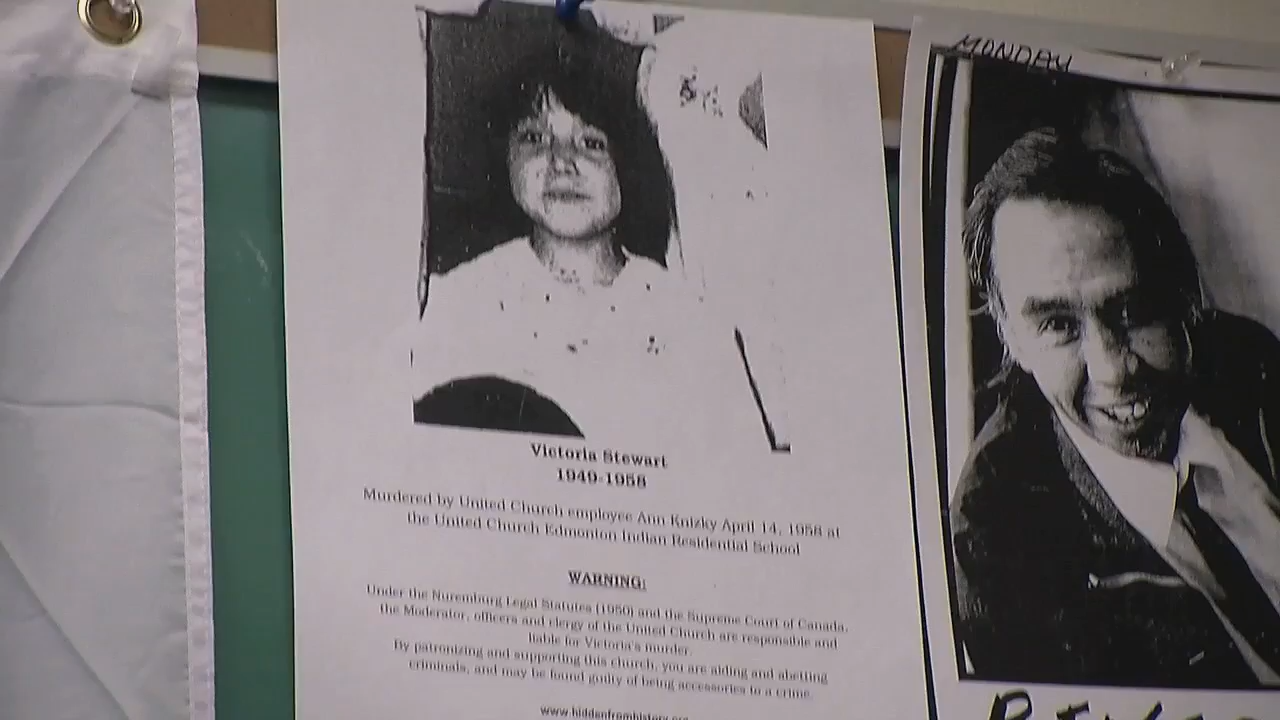 MONDAY
Victoria Stewart
1949-1958
Murdered by United Church employee Ann Knizky April 14, 1958 at
the United Church Edmonton Indian Residential School
WARNING:
Under the Nuremburg Legal Statutes (1950) and the Supreme Court of Canada,
the Moderator, officers and clergy of the United Church are responsible and
liable for Victoria's murder.
By patronizing and supporting this church, you are aiding and abetting
criminals, and may be found guilty of being accessories to a crime.
www.hiddenfromhistory.org